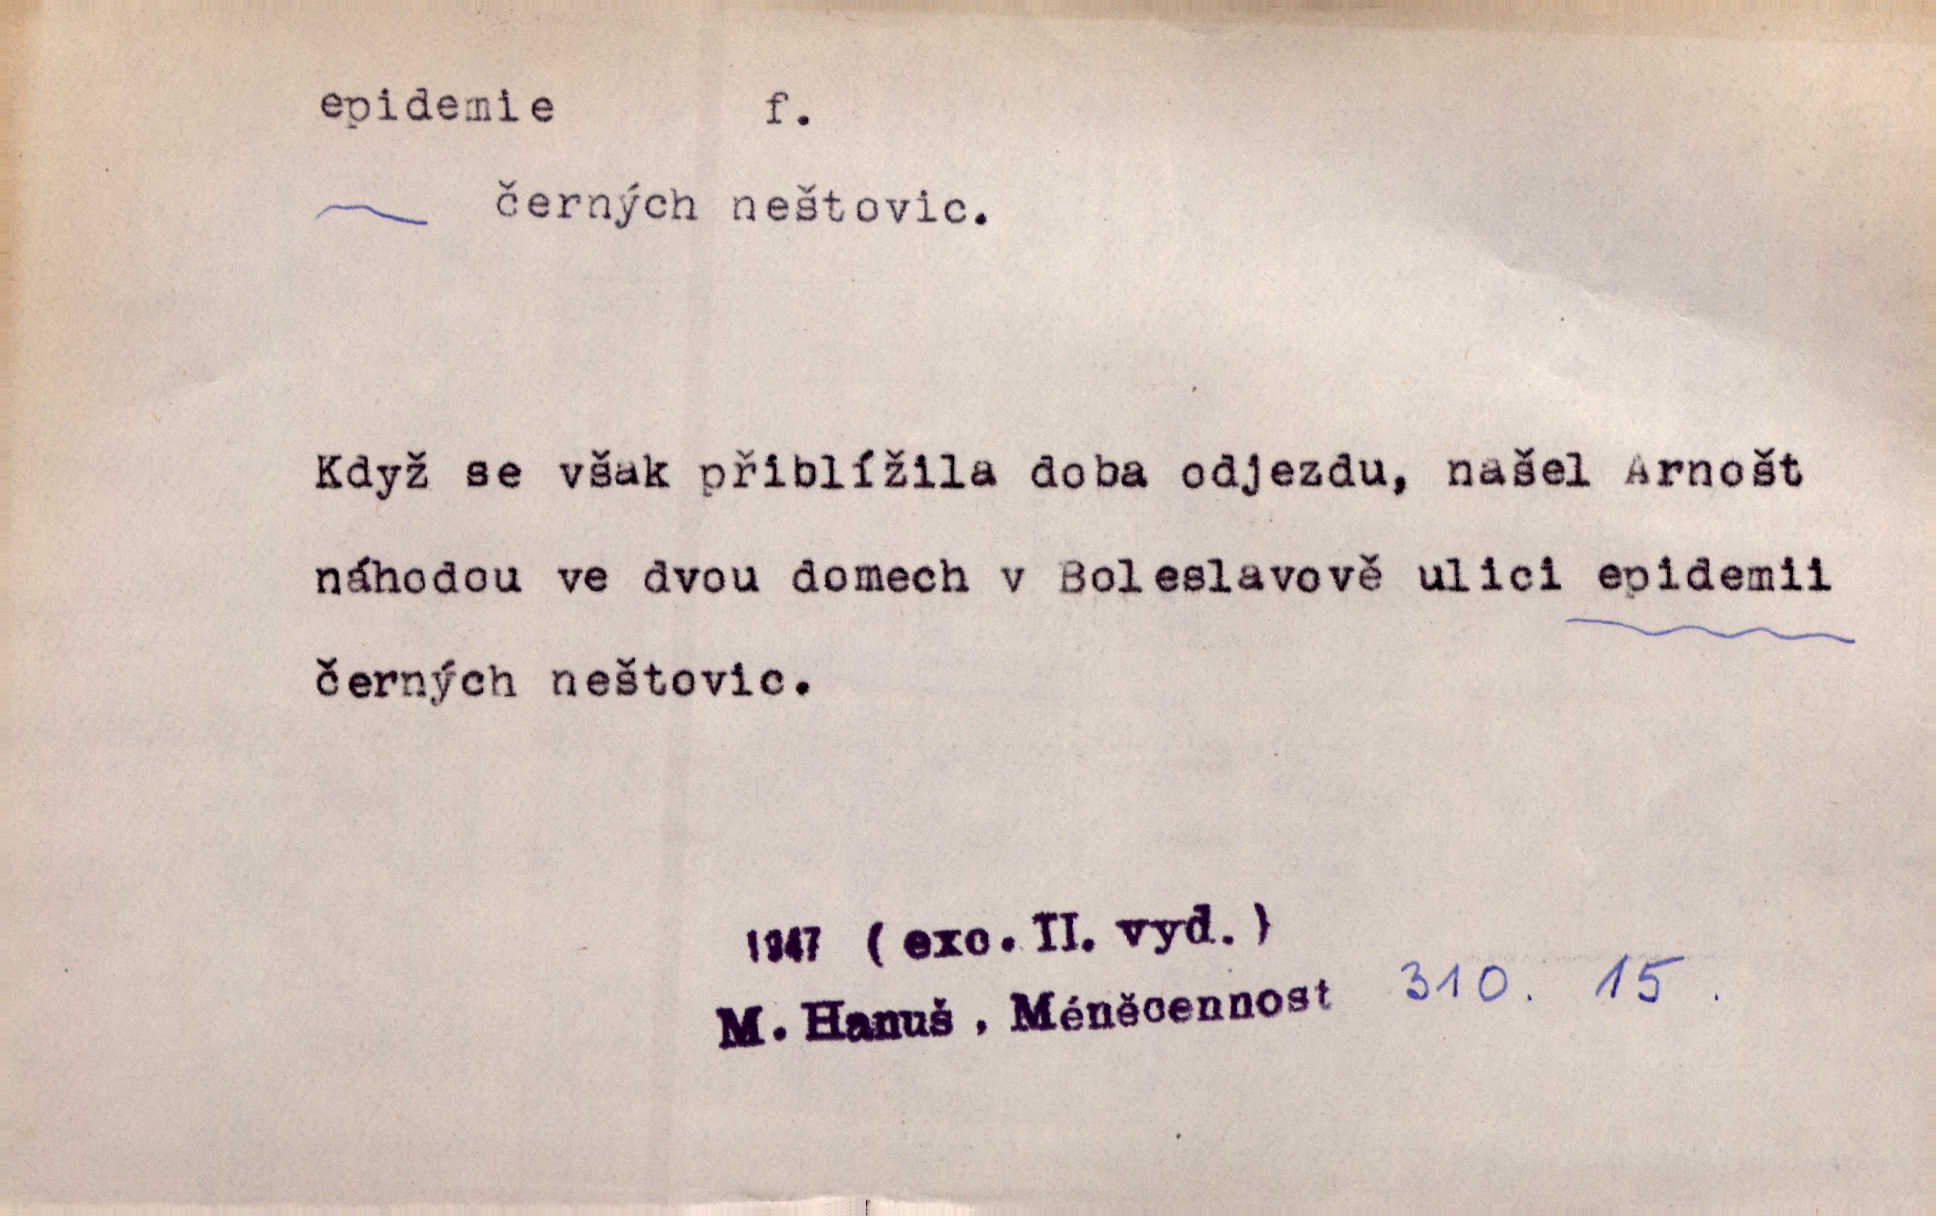 epidemie f.
černých neštovic.
Když se však přiblížila doba odjezdu, našel Arnošt
náhodou ve dvou domech v Boleslavově ulici epidemii
černých neštovic.
1947 (exc. II. vyd.)
M. Hanuš, Méněcennost 310. 15.